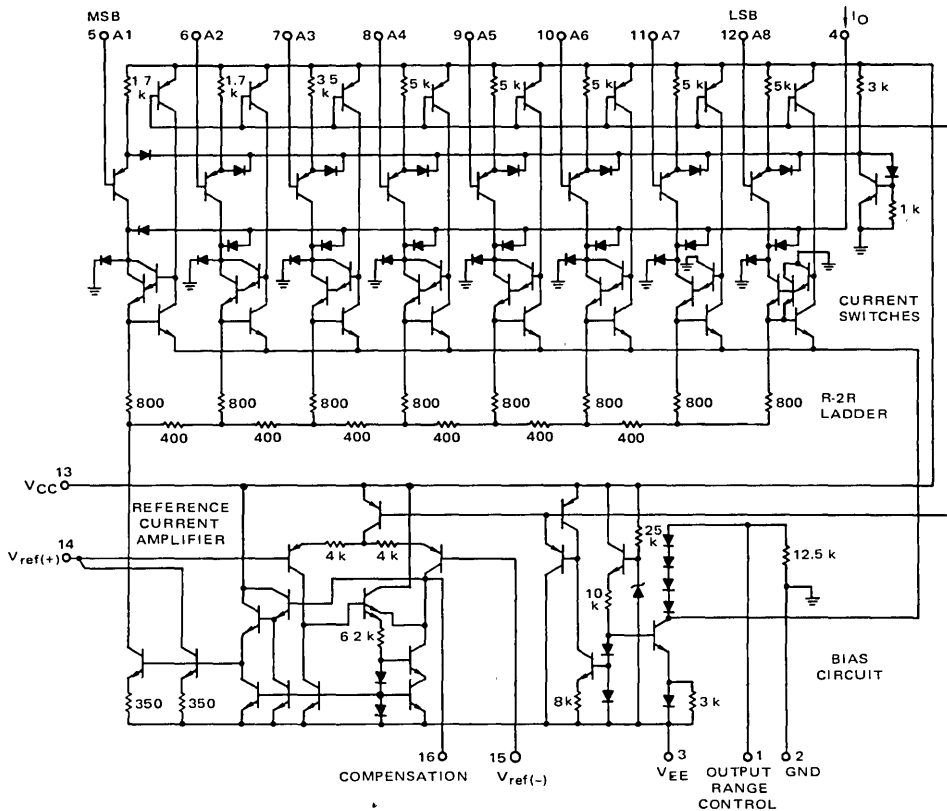 MSB
LSB
I_O
5 A1
6 A2
7 A3
8 A4
9 A5
10 A6
11 A7
12 A8
4
1 7 k
1.7 k
3 5 k
5 k
5 k
5 k
5 k
5 k
3 k
1 k
CURRENT
SWITCHES
800
800
800
800
800
800
800
800
R-2R
LADDER
400
400
400
400
400
400
13
VCC
REFERENCE
CURRENT
AMPLIFIER
14
Vref(+)
4 k
4 k
25 k
12.5 k
10 k
6 2 k
BIAS
CIRCUIT
350
350
8k
3 k
COMPENSATION
16
15
Vref(−)
3
VEE
1
OUTPUT
RANGE
CONTROL
2
GND